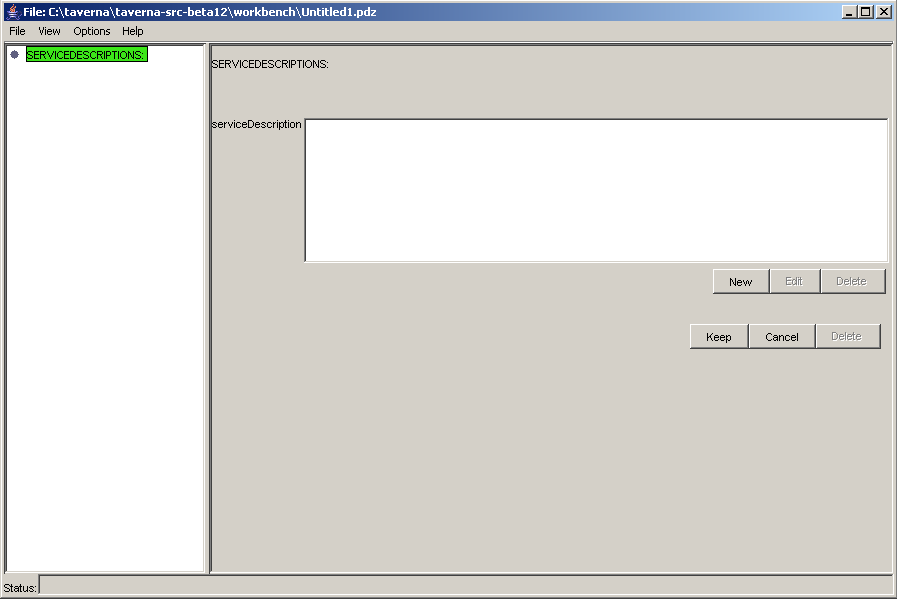 File: C:\taverna\taverna-src-beta12\workbench\Untitled1.pdz
File View Options Help
SERVICEDESCRIPTIONS:
SERVICEDESCRIPTIONS:
serviceDescription
New Edit Delete
Keep Cancel Delete
Status: